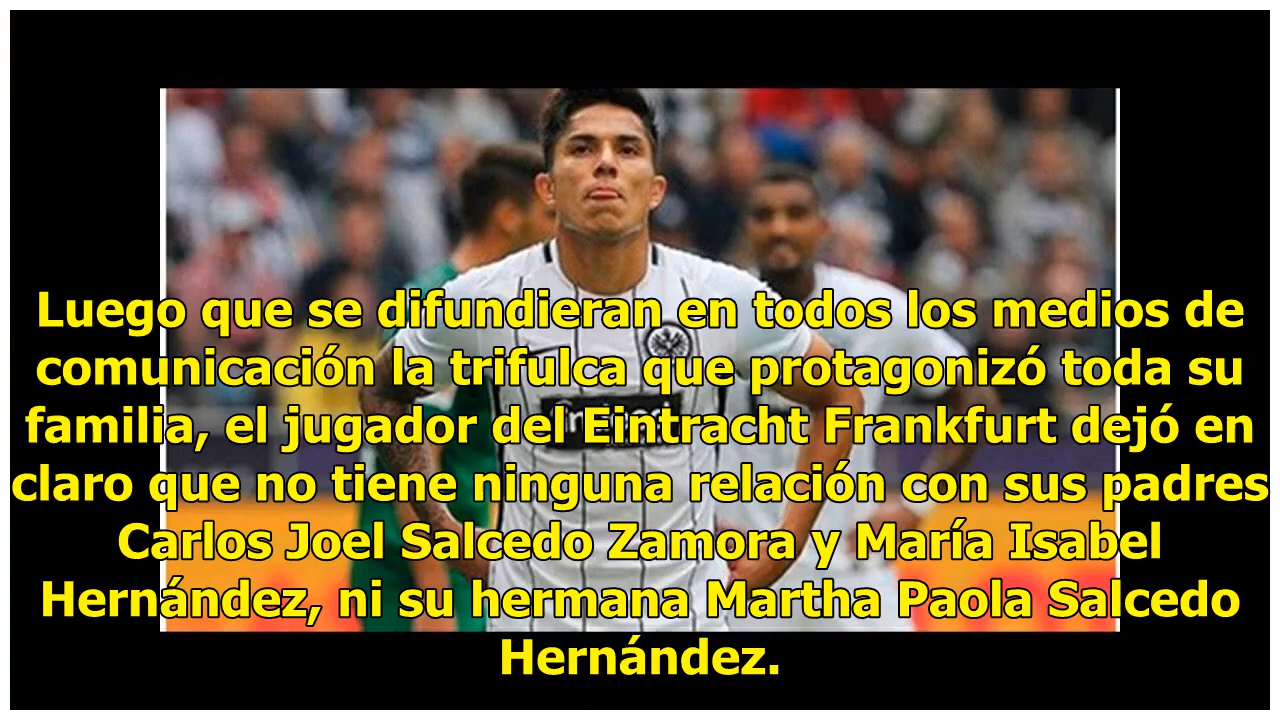 Luego que se difundieran en todos los medios de
comunicación la trifulca que protagonizó toda su
familia, el jugador del Eintracht Frankfurt dejó en
claro que no tiene ninguna relación con sus padres
Carlos Joel Salcedo Zamora y María Isabel
Hernández, ni su hermana Martha Paola Salcedo
Hernández.